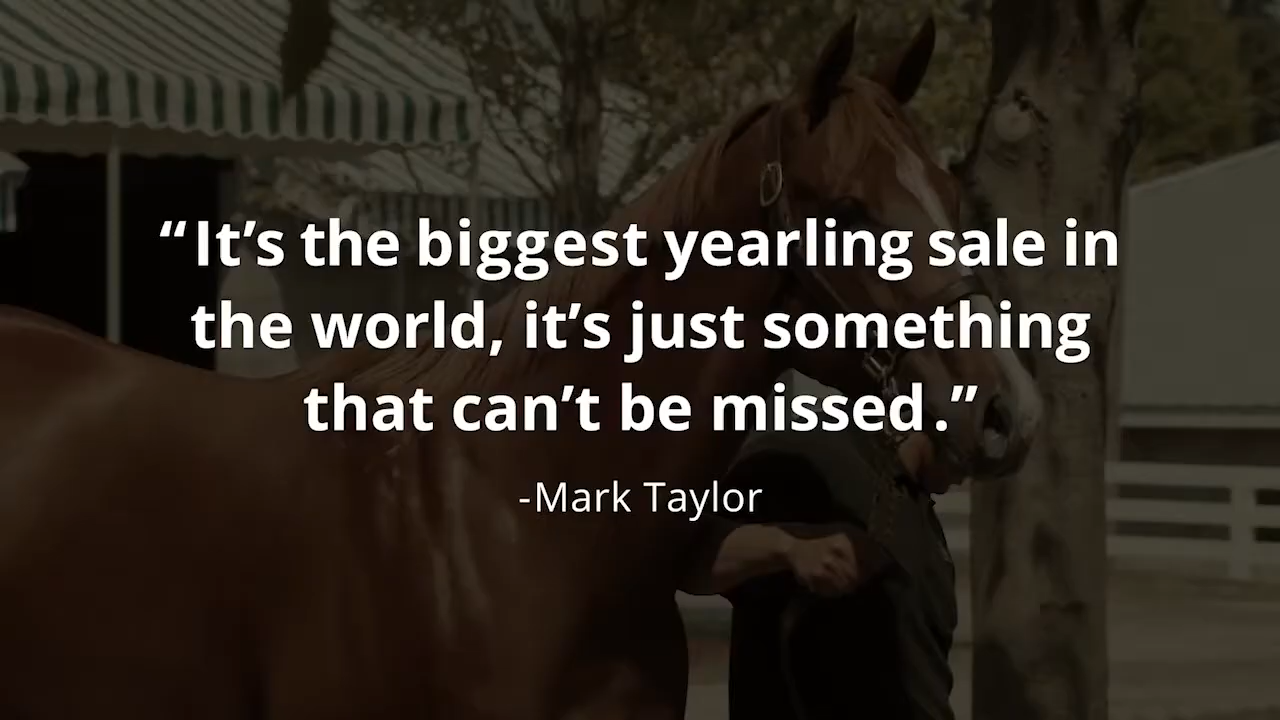 “It’s the biggest yearling sale in
the world, it’s just something
that can’t be missed.”
-Mark Taylor